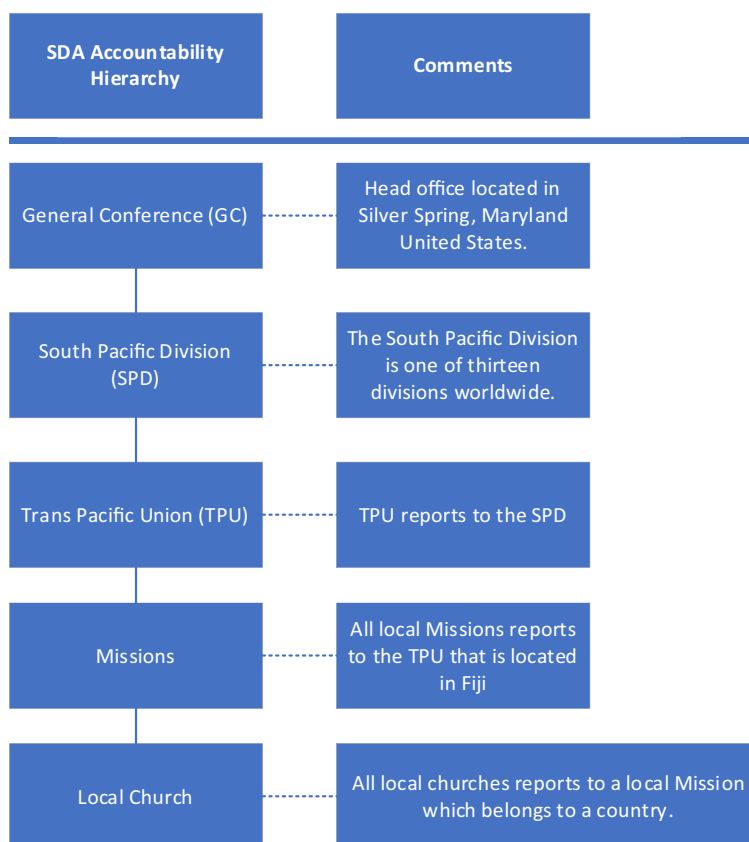 SDA Accountability
Hierarchy
Comments
General Conference (GC)
Head office located in
Silver Spring, Maryland
United States.
South Pacific Division
(SPD)
The South Pacific Division
is one of thirteen
divisions worldwide.
Trans Pacific Union (TPU)
TPU reports to the SPD
Missions
All local Missions reports
to the TPU that is located
in Fiji
Local Church
All local churches reports to a local Mission
which belongs to a country.